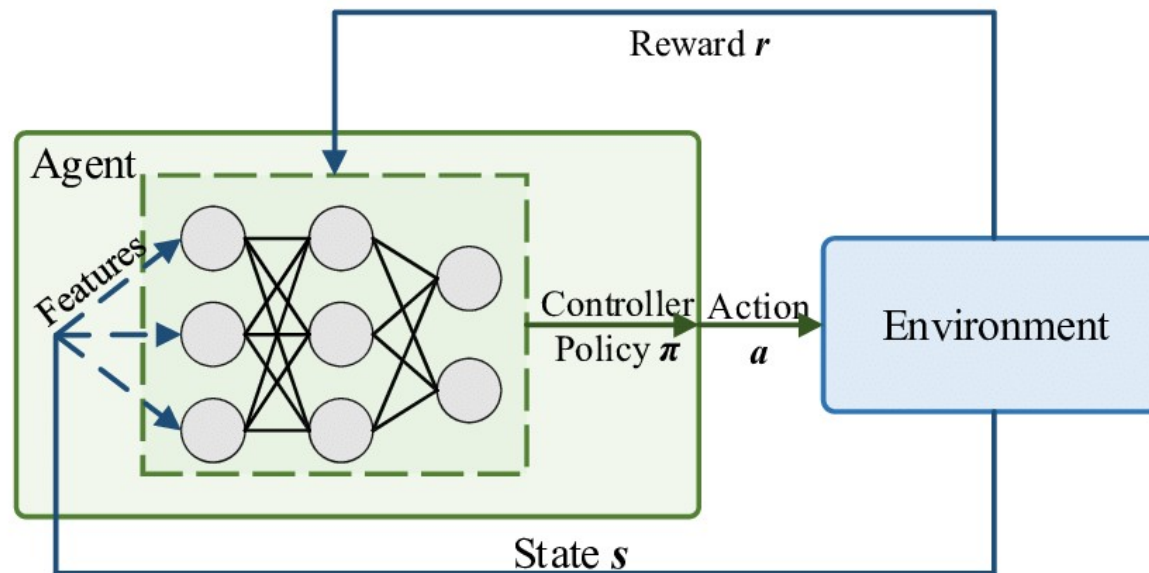 Reward r
Agent
Features
Controller
Policy π
Action
a
Environment
State s